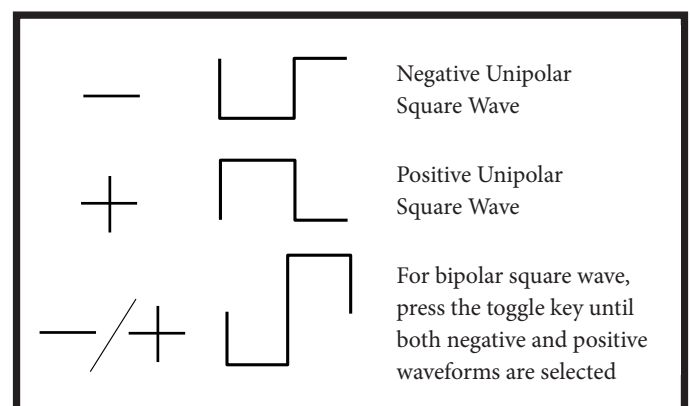 Negative Unipolar
Square Wave
Positive Unipolar
Square Wave
For bipolar square wave,
press the toggle key until
both negative and positive
waveforms are selected